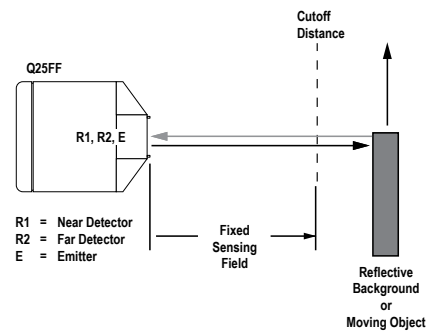 Cutoff
Distance
Q25FF
R1, R2, E
R1 = Near Detector
R2 = Far Detector
E = Emitter
Fixed
Sensing
Field
Reflective
Background
or
Moving Object